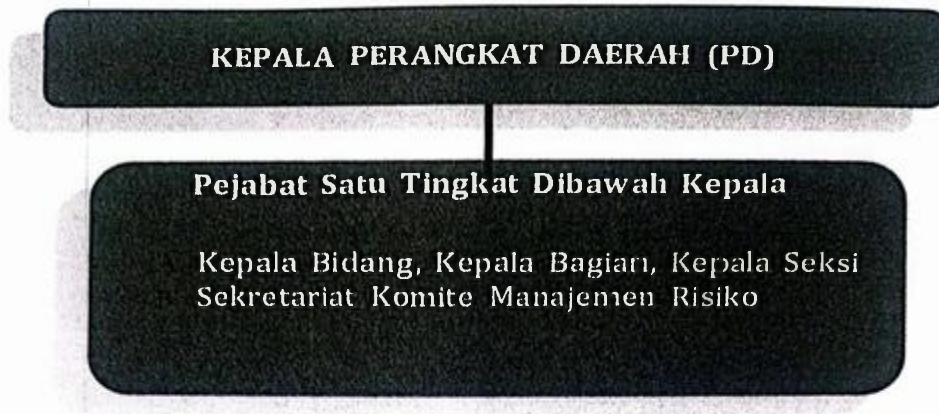 KEPALA PERANGKAT DAERAH (PD)
Pejabat Satu Tingkat Dibawah Kepala
Kepala Bidang, Kepala Bagian, Kepala Seksi
Sekretariat Komite Manajemen Risiko